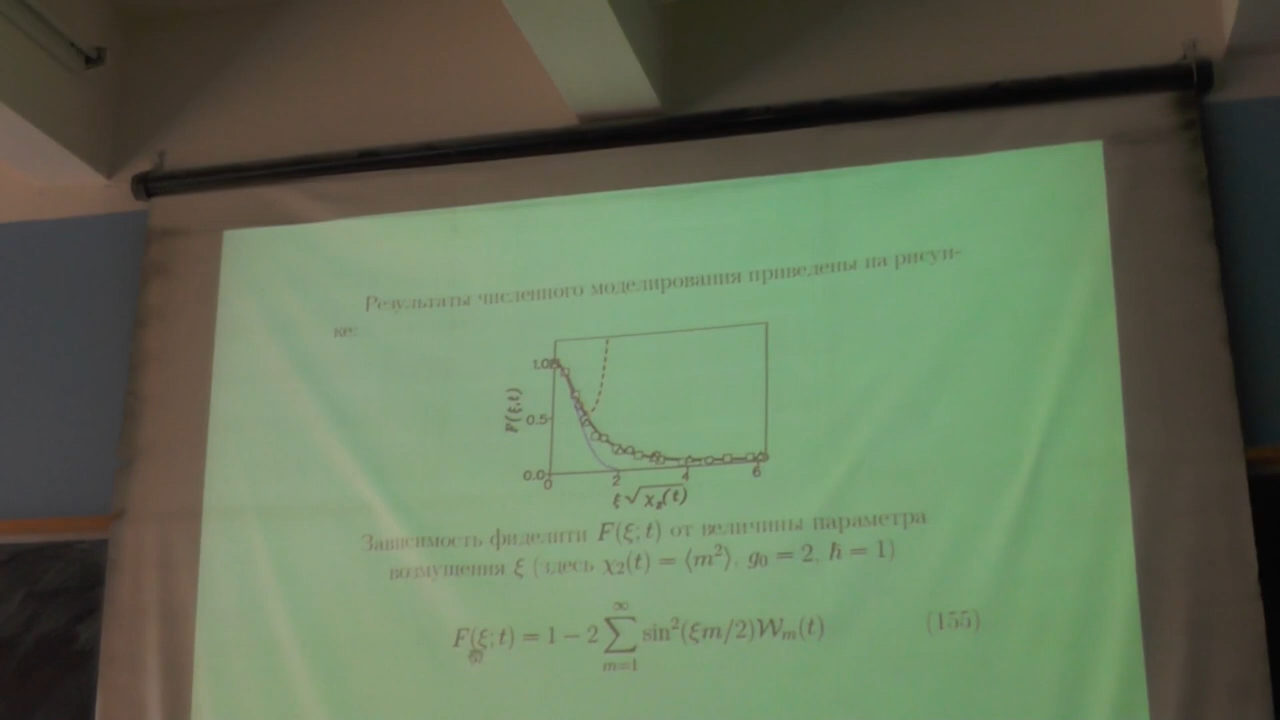 Результаты численного моделирования приведены на рисун-
ке:
1.0
0.5
0.0
F(ξ;t)
0 2 4 6
ξ√χ₂(t)
Зависимость фиделити F(ξ; t) от величины параметра
возмущения ξ (здесь χ₂(t) = ⟨m²⟩, g₀ = 2, ħ = 1)
F(ξ; t) = 1 − 2 ∑_{m=1}^{∞} sin²(ξm/2)𝒲ₘ(t) (155)